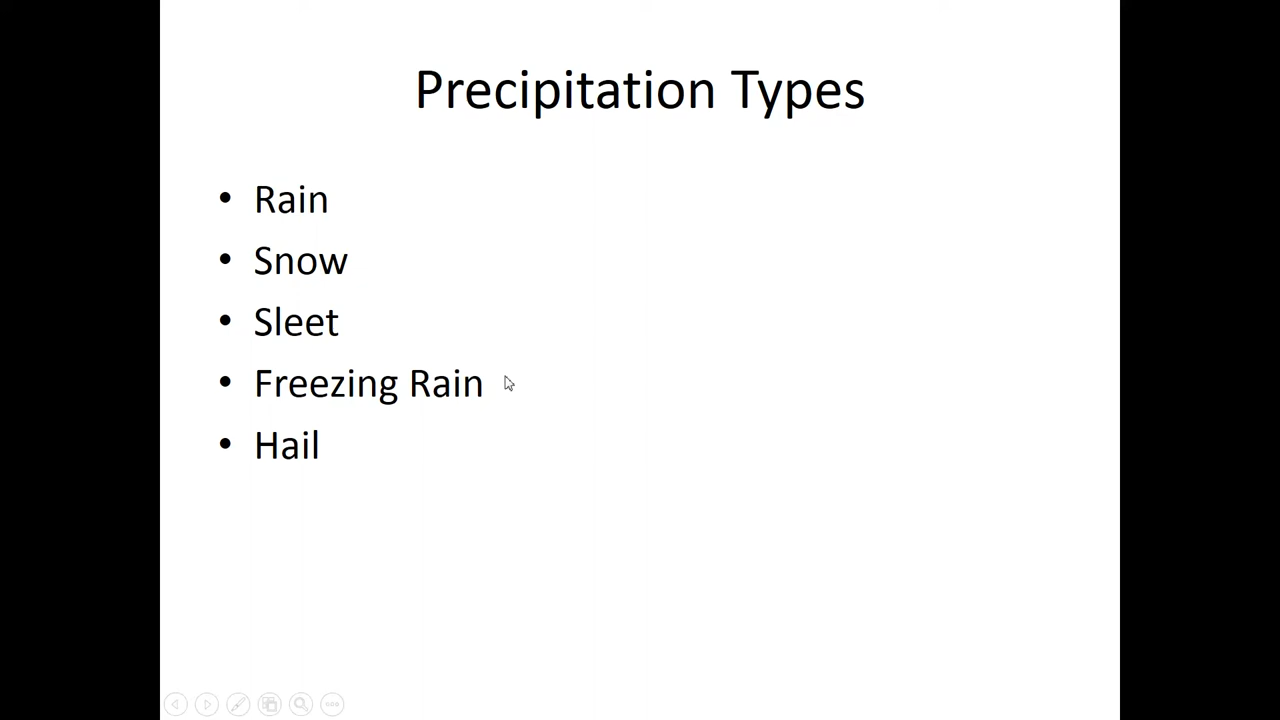 Precipitation Types
• Rain
• Snow
• Sleet
• Freezing Rain
• Hail